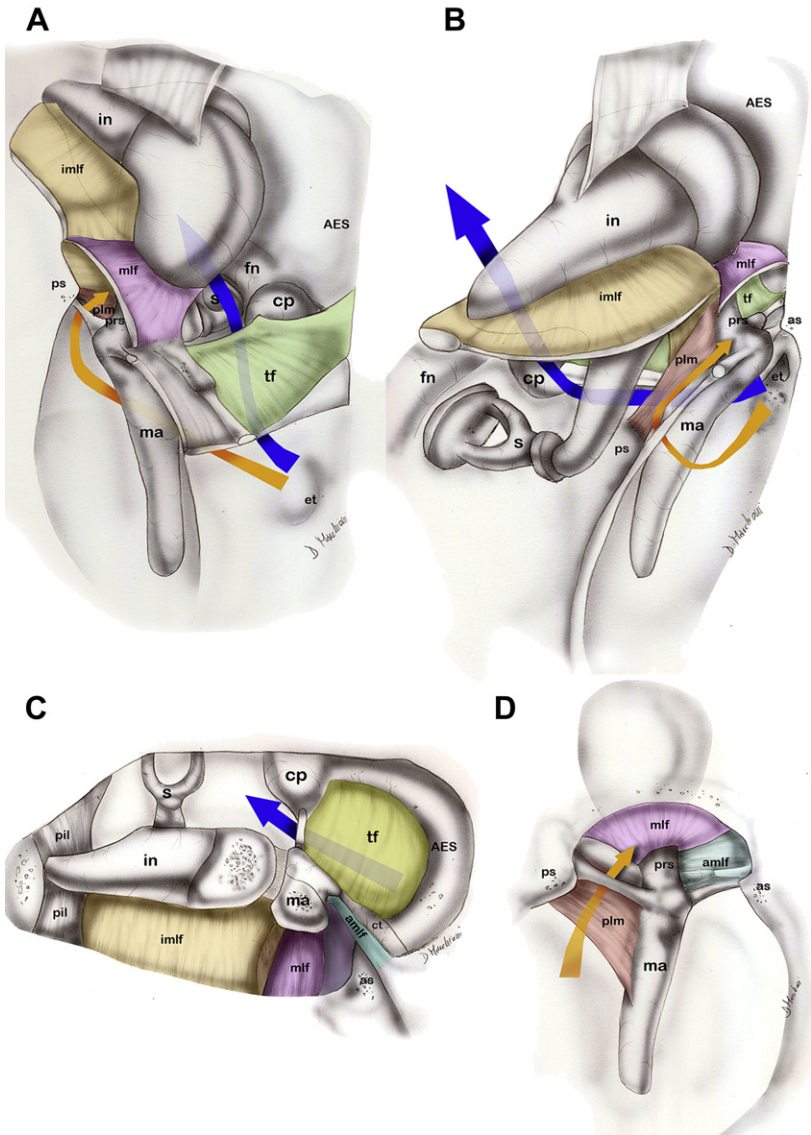 A
in
imlf
AES
fn
mlf
s
cp
ps
plm
prs
tf
ma
et
B
AES
in
mlf
imlf
tf
prs
as
plm
fn
cp
et
ma
s
ps
C
s
cp
pil
tf
in
AES
ma
pil
ct
amlf
imlf
mlf
as
D
mlf
ps
prs
amlf
as
plm
ma